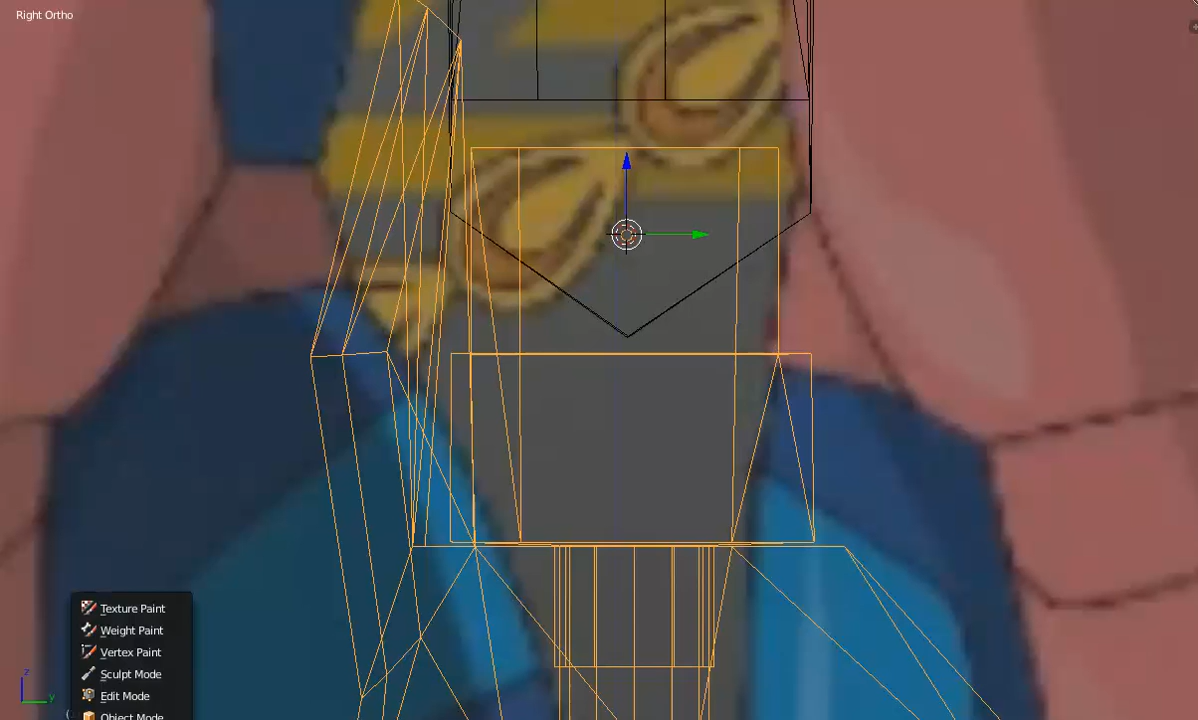 Right Ortho
Texture Paint
Weight Paint
Vertex Paint
Sculpt Mode
Edit Mode
Object Mode
z
y